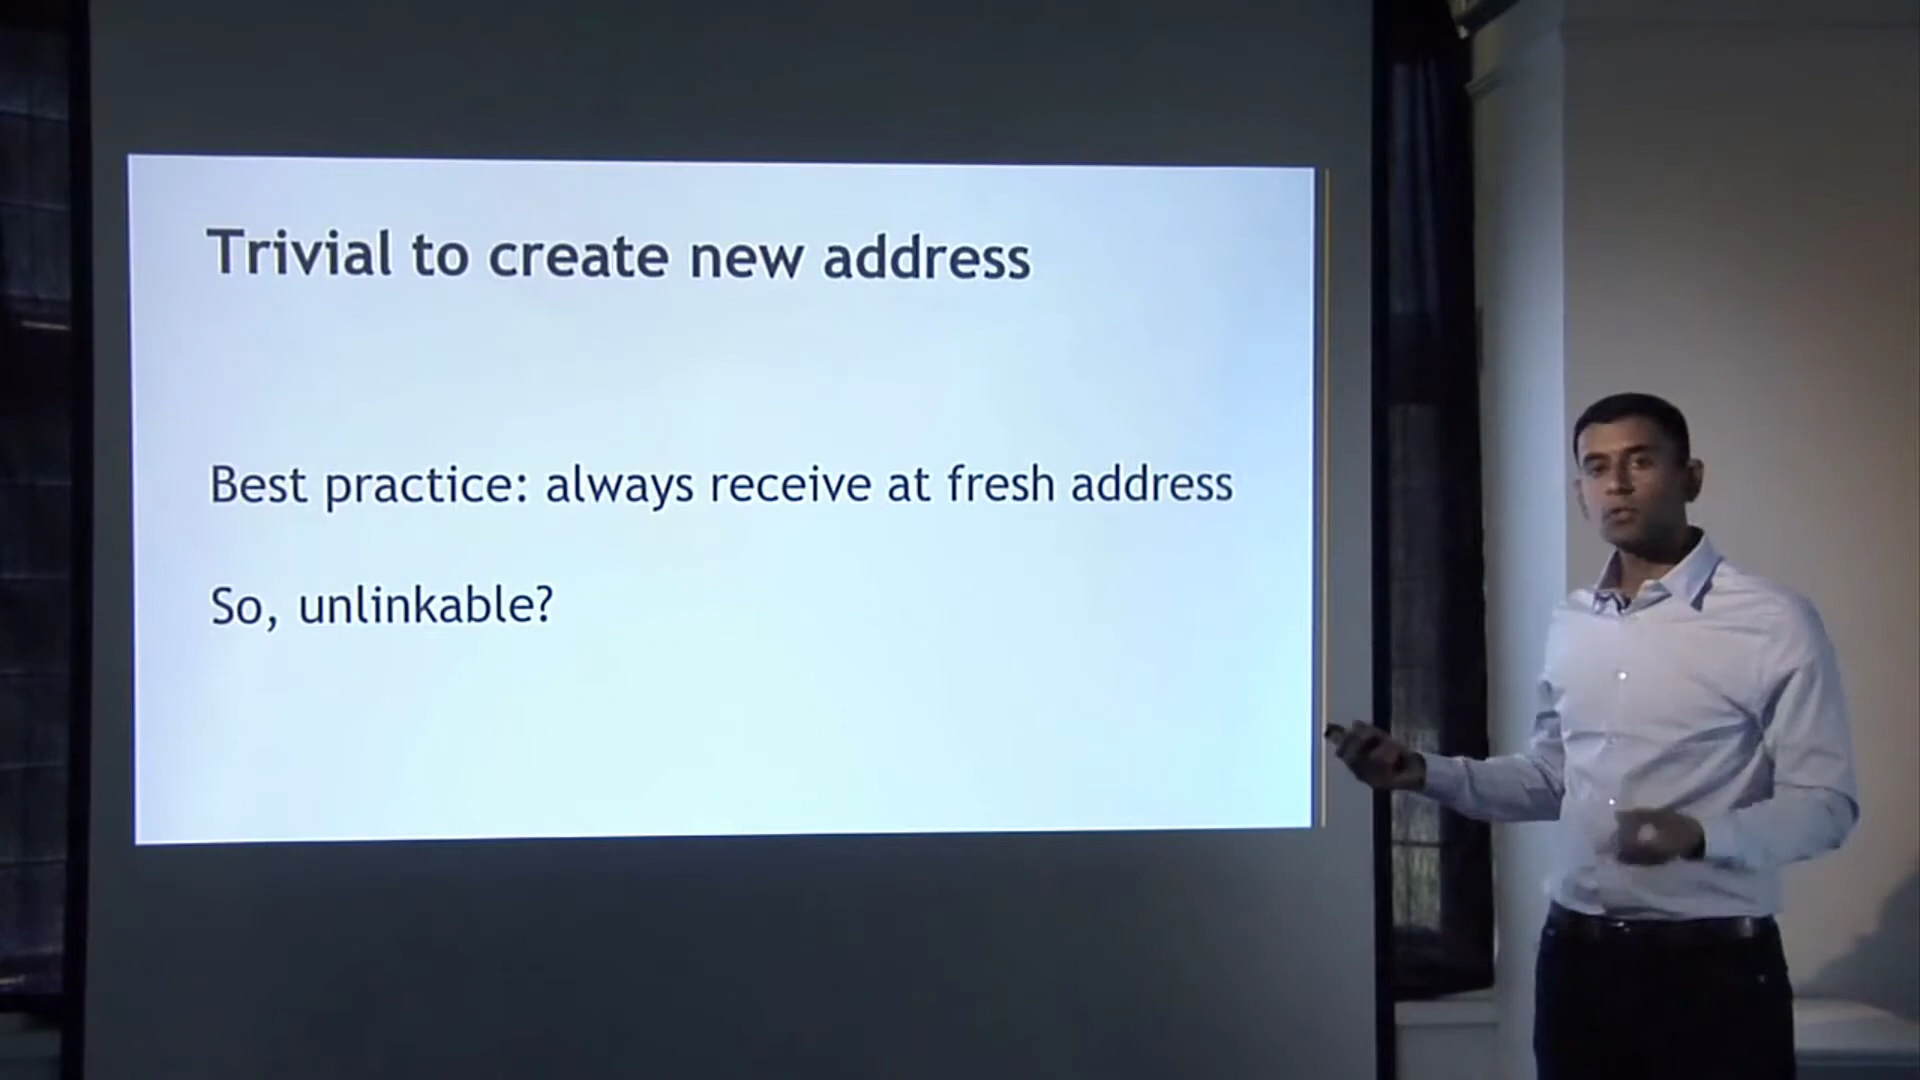 Trivial to create new address
Best practice: always receive at fresh address
So, unlinkable?